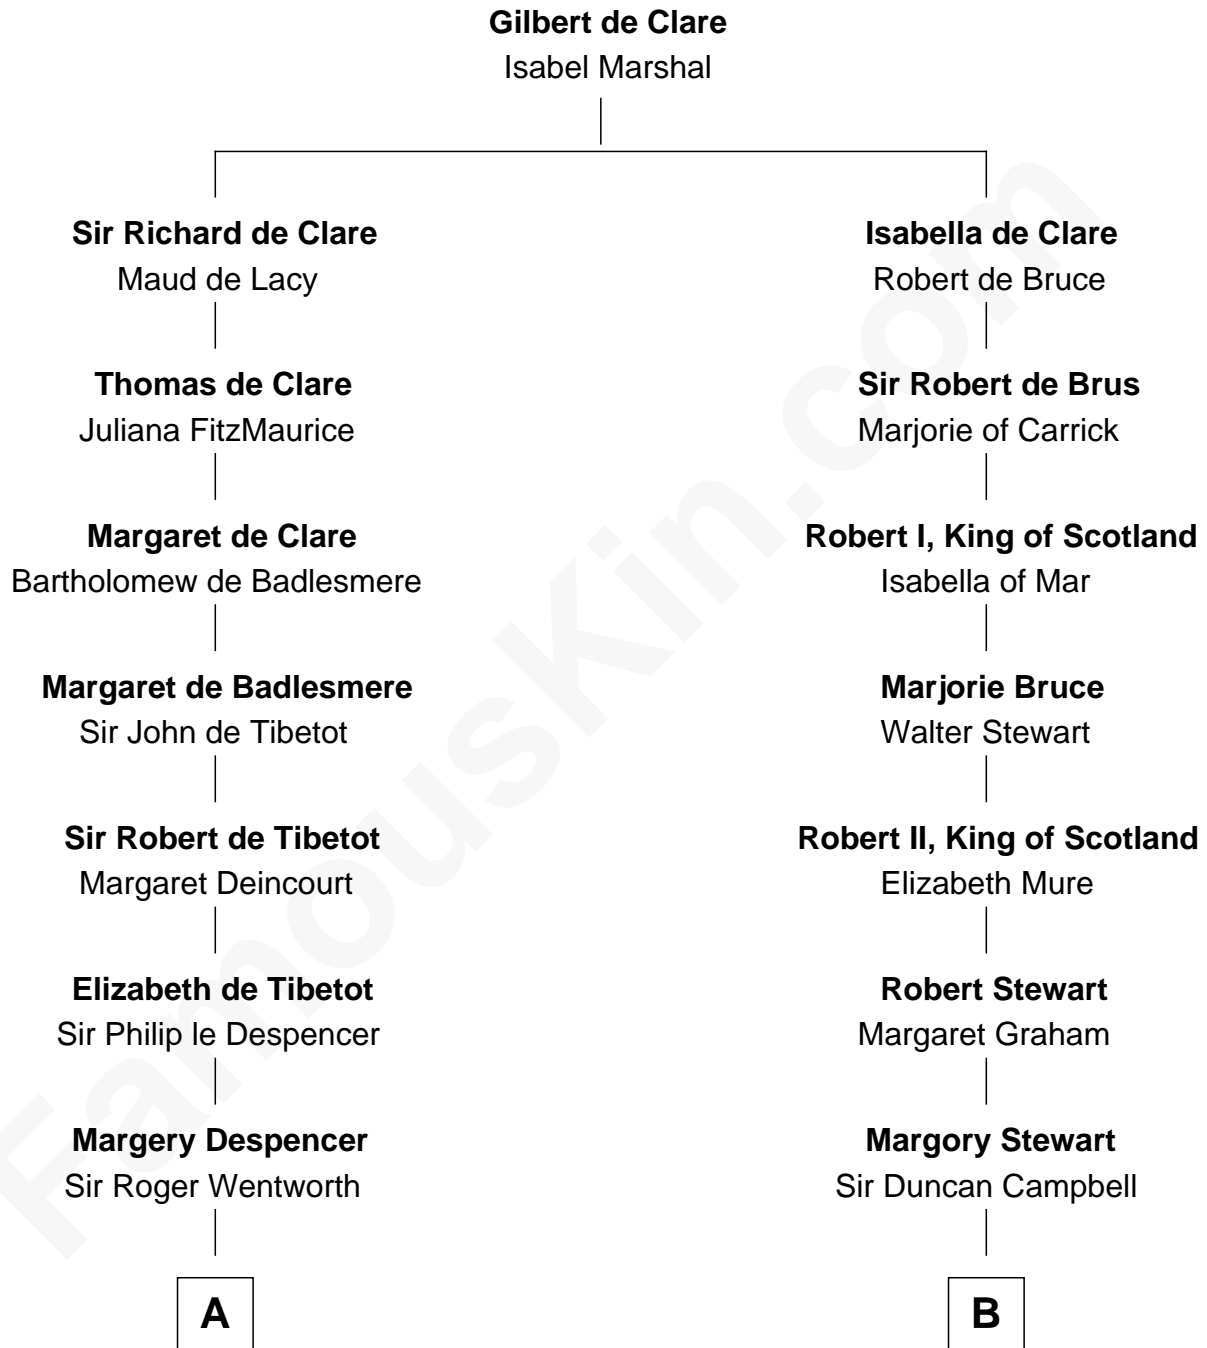 Gilbert de Clare
Isabel Marshal
Sir Richard de Clare
Maud de Lacy
Isabella de Clare
Robert de Bruce
Thomas de Clare
Juliana FitzMaurice
Sir Robert de Brus
Marjorie of Carrick
Margaret de Clare
Bartholomew de Badlesmere
Robert I, King of Scotland
Isabella of Mar
Margaret de Badlesmere
Sir John de Tibetot
Marjorie Bruce
Walter Stewart
Sir Robert de Tibetot
Margaret Deincourt
Robert II, King of Scotland
Elizabeth Mure
Elizabeth de Tibetot
Sir Philip le Despencer
Robert Stewart
Margaret Graham
Margery Despencer
Sir Roger Wentworth
Margory Stewart
Sir Duncan Campbell
A
B
FamousKin.com